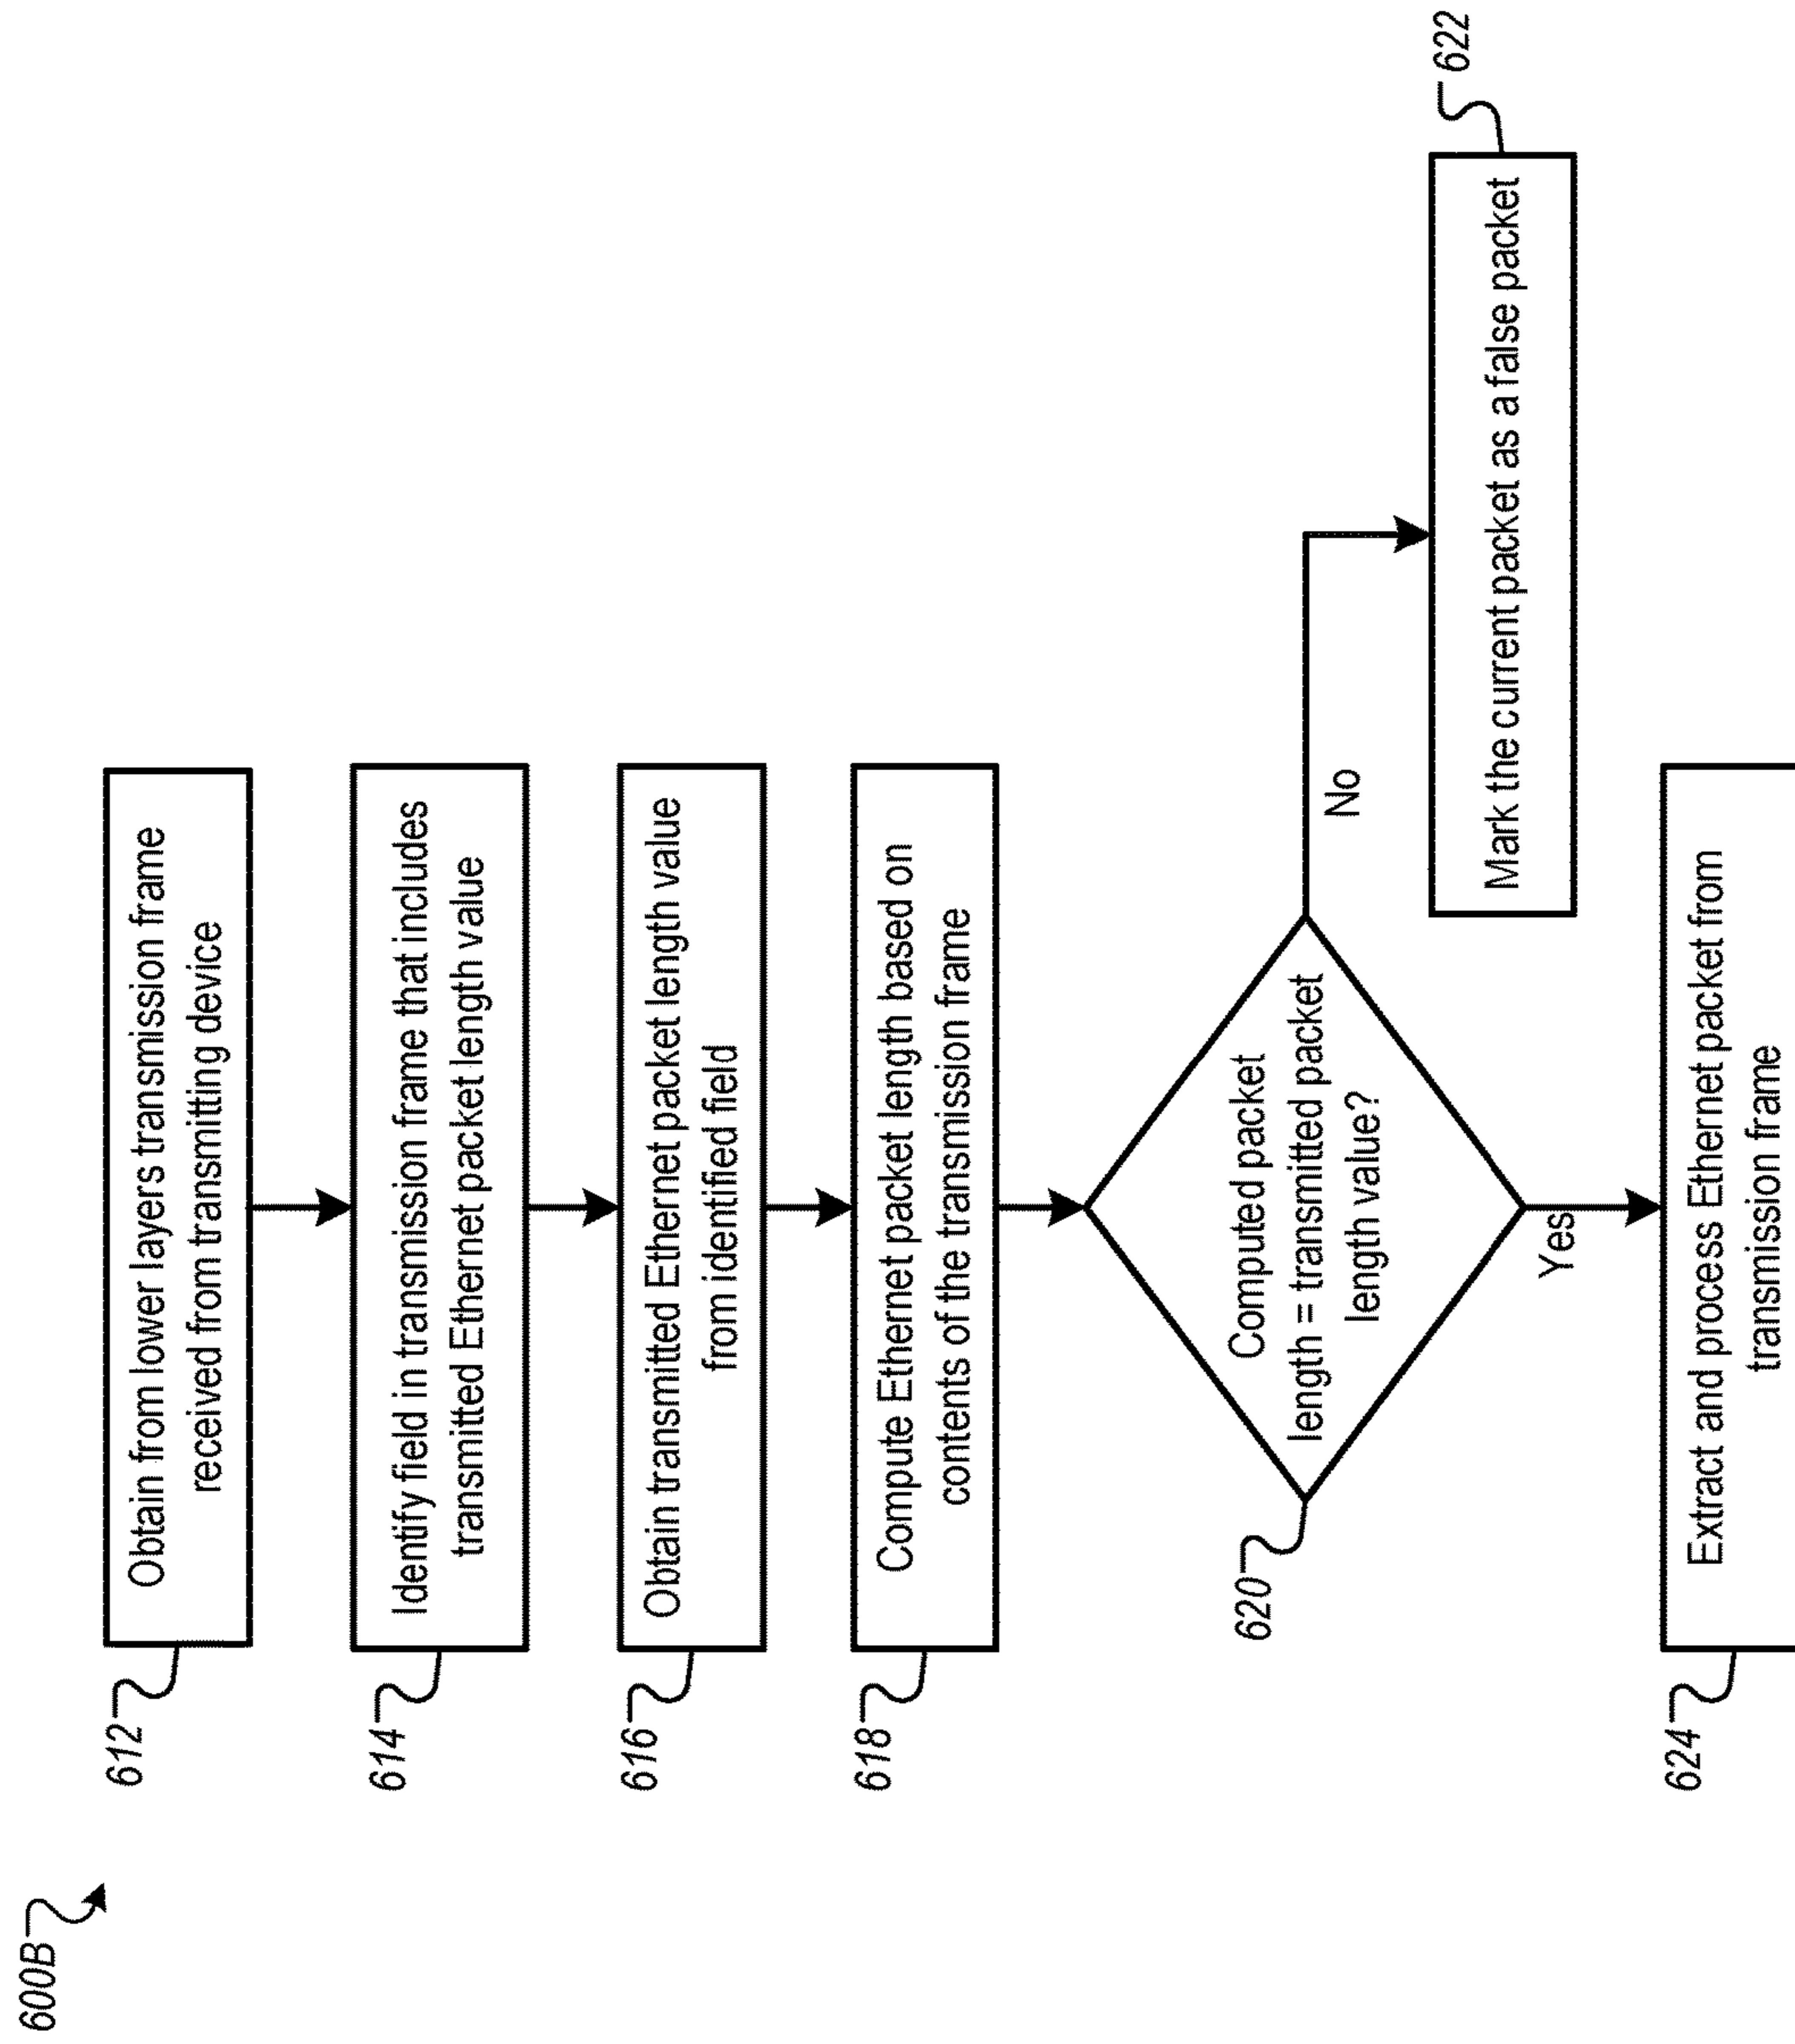 600B
612
Obtain from lower layers transmission frame
received from transmitting device
614
Identify field in transmission frame that includes
transmitted Ethernet packet length value
616
Obtain transmitted Ethernet packet length value
from identified field
618
Compute Ethernet packet length based on
contents of the transmission frame
620
Computed packet
length = transmitted packet
length value?
No
622
Mark the current packet as a false packet
Yes
624
Extract and process Ethernet packet from
transmission frame